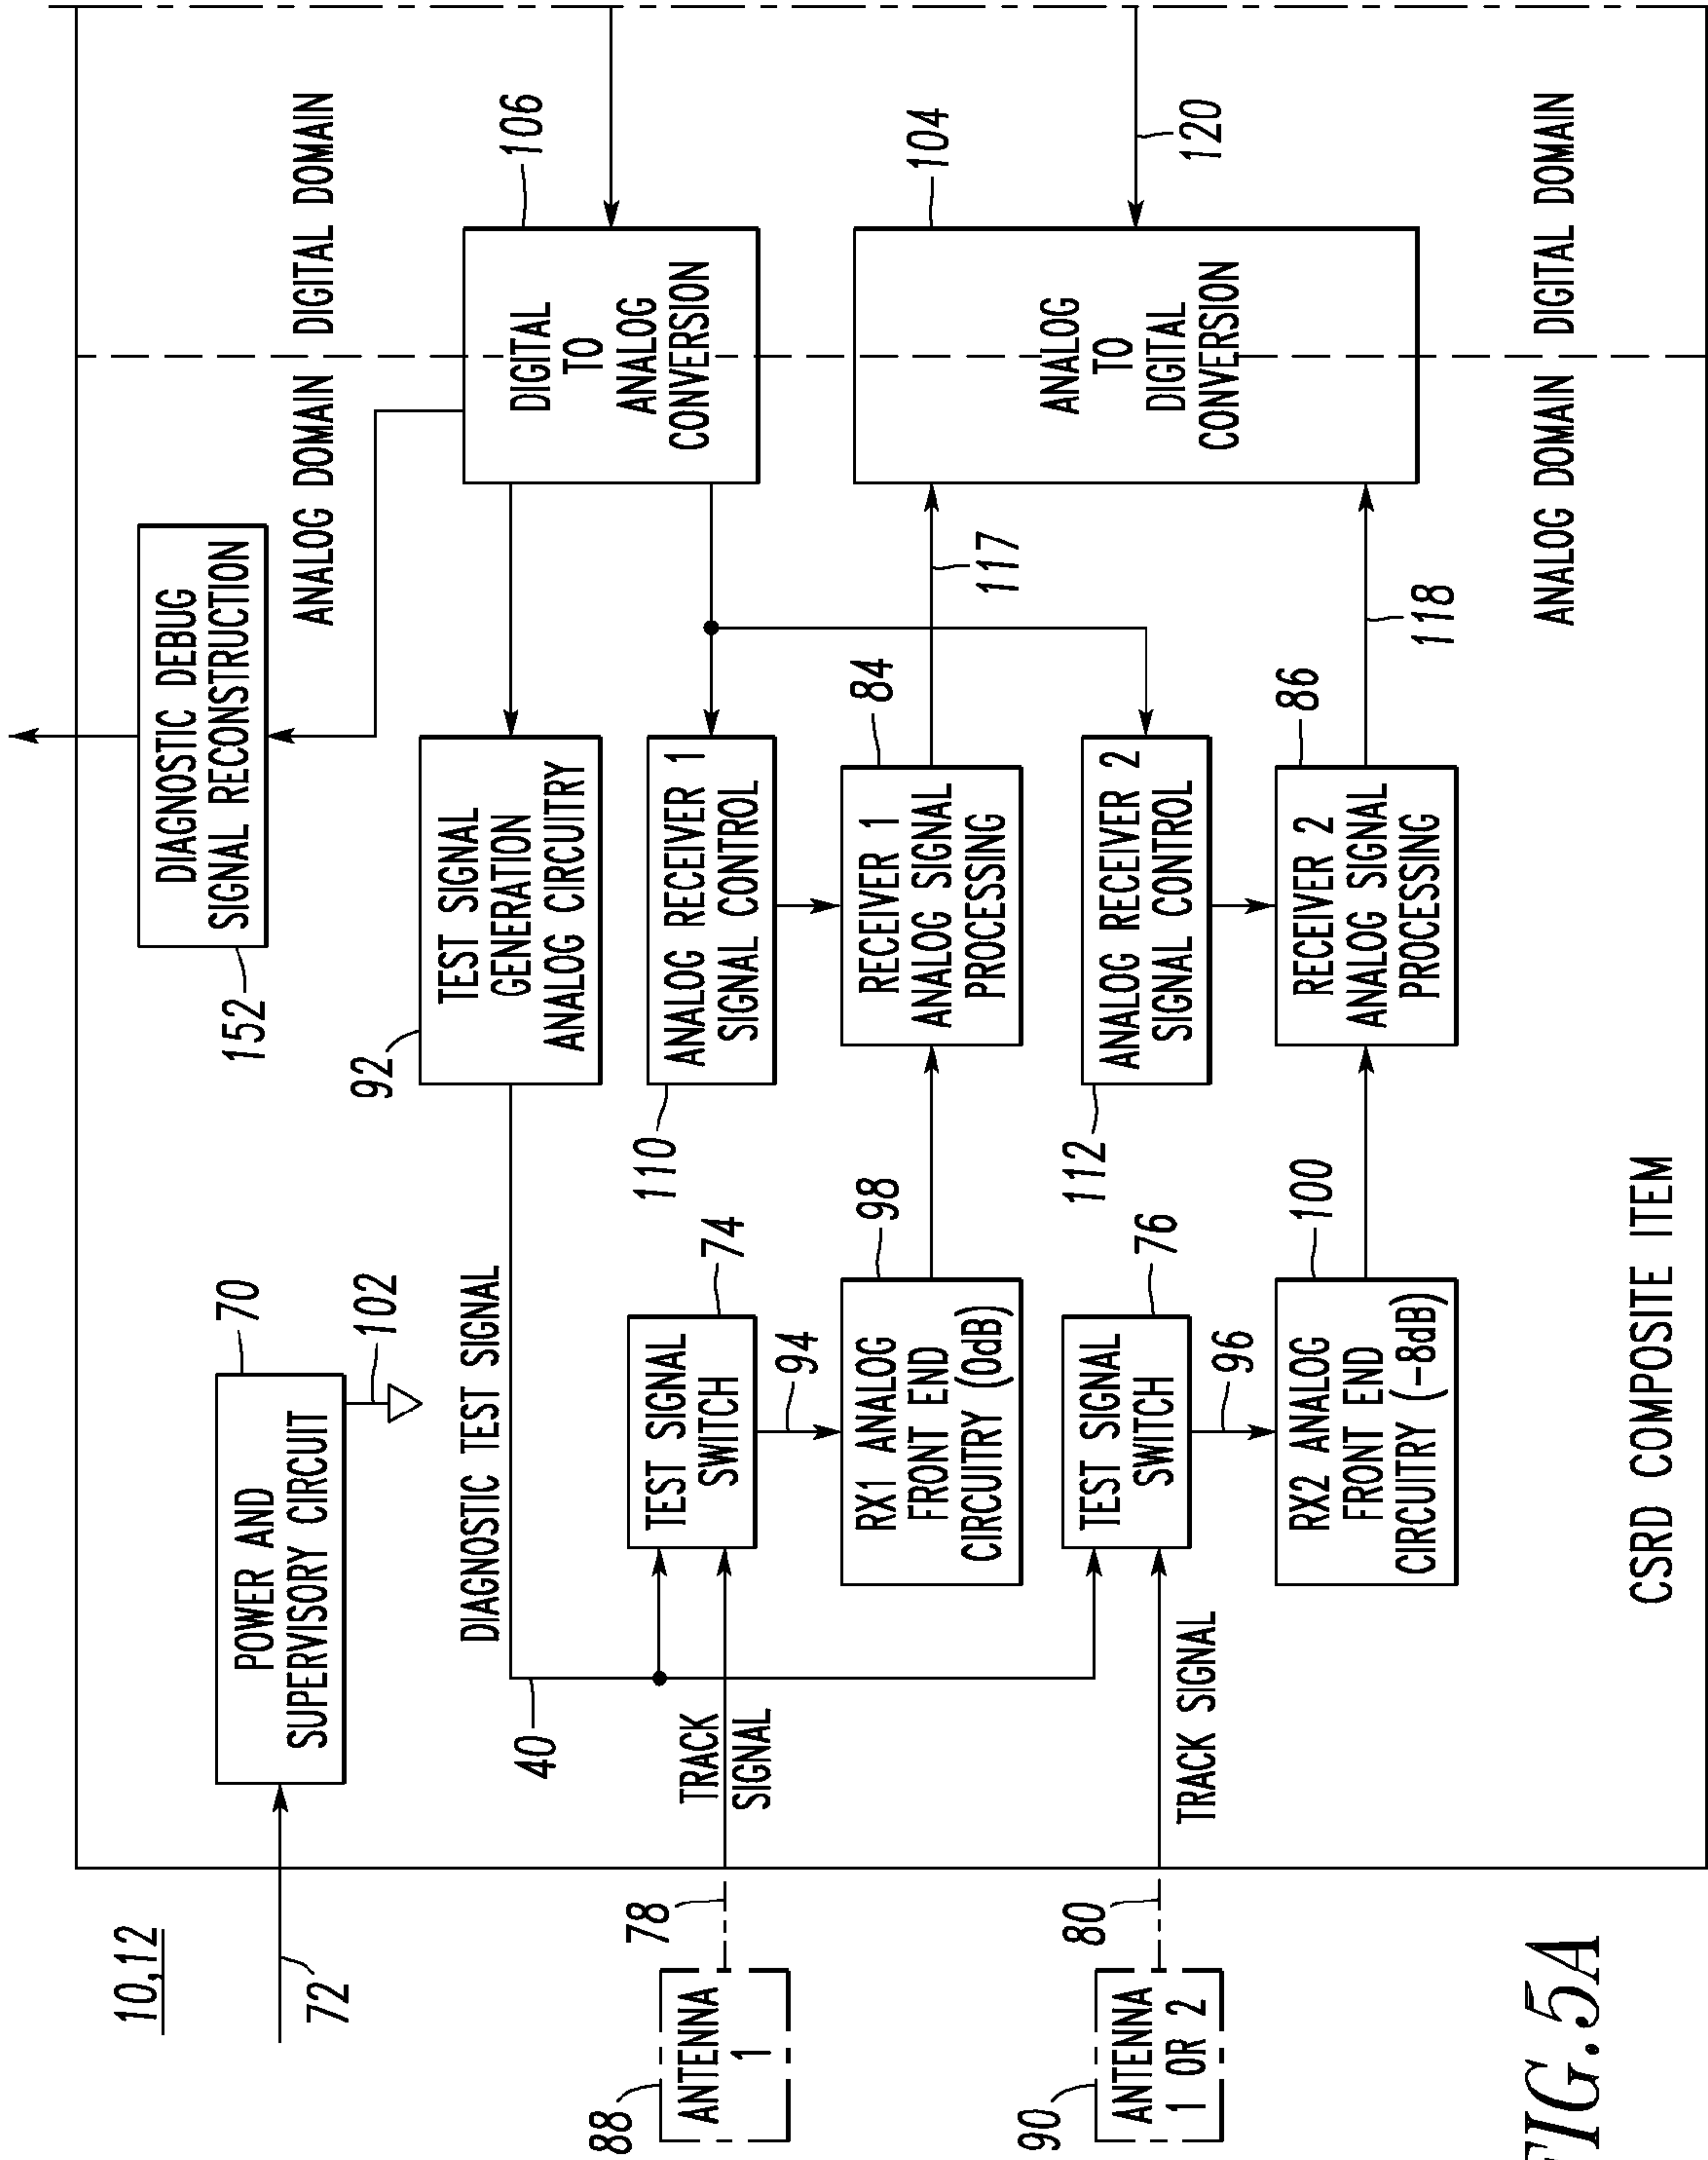 10,12
72
POWER AND
SUPERVISORY CIRCUIT
70
102
152
DIAGNOSTIC DEBUG
SIGNAL RECONSTRUCTION
ANALOG DOMAIN
DIGITAL DOMAIN
DIAGNOSTIC TEST SIGNAL
40
92
TEST SIGNAL
GENERATION
ANALOG CIRCUITRY
DIGITAL
TO
ANALOG
CONVERSION
106
88
ANTENNA
1
78
TRACK
SIGNAL
TEST SIGNAL
SWITCH
74
94
110
ANALOG RECEIVER 1
SIGNAL CONTROL
RX1 ANALOG
FRONT END
CIRCUITRY (0dB)
98
RECEIVER 1
ANALOG SIGNAL
PROCESSING
84
117
ANALOG
TO
DIGITAL
CONVERSION
104
120
90
ANTENNA
1 OR 2
80
TRACK SIGNAL
TEST SIGNAL
SWITCH
76
96
112
ANALOG RECEIVER 2
SIGNAL CONTROL
RX2 ANALOG
FRONT END
CIRCUITRY (-8dB)
100
RECEIVER 2
ANALOG SIGNAL
PROCESSING
86
118
ANALOG DOMAIN
DIGITAL DOMAIN
CSRD COMPOSITE ITEM
FIG.5A